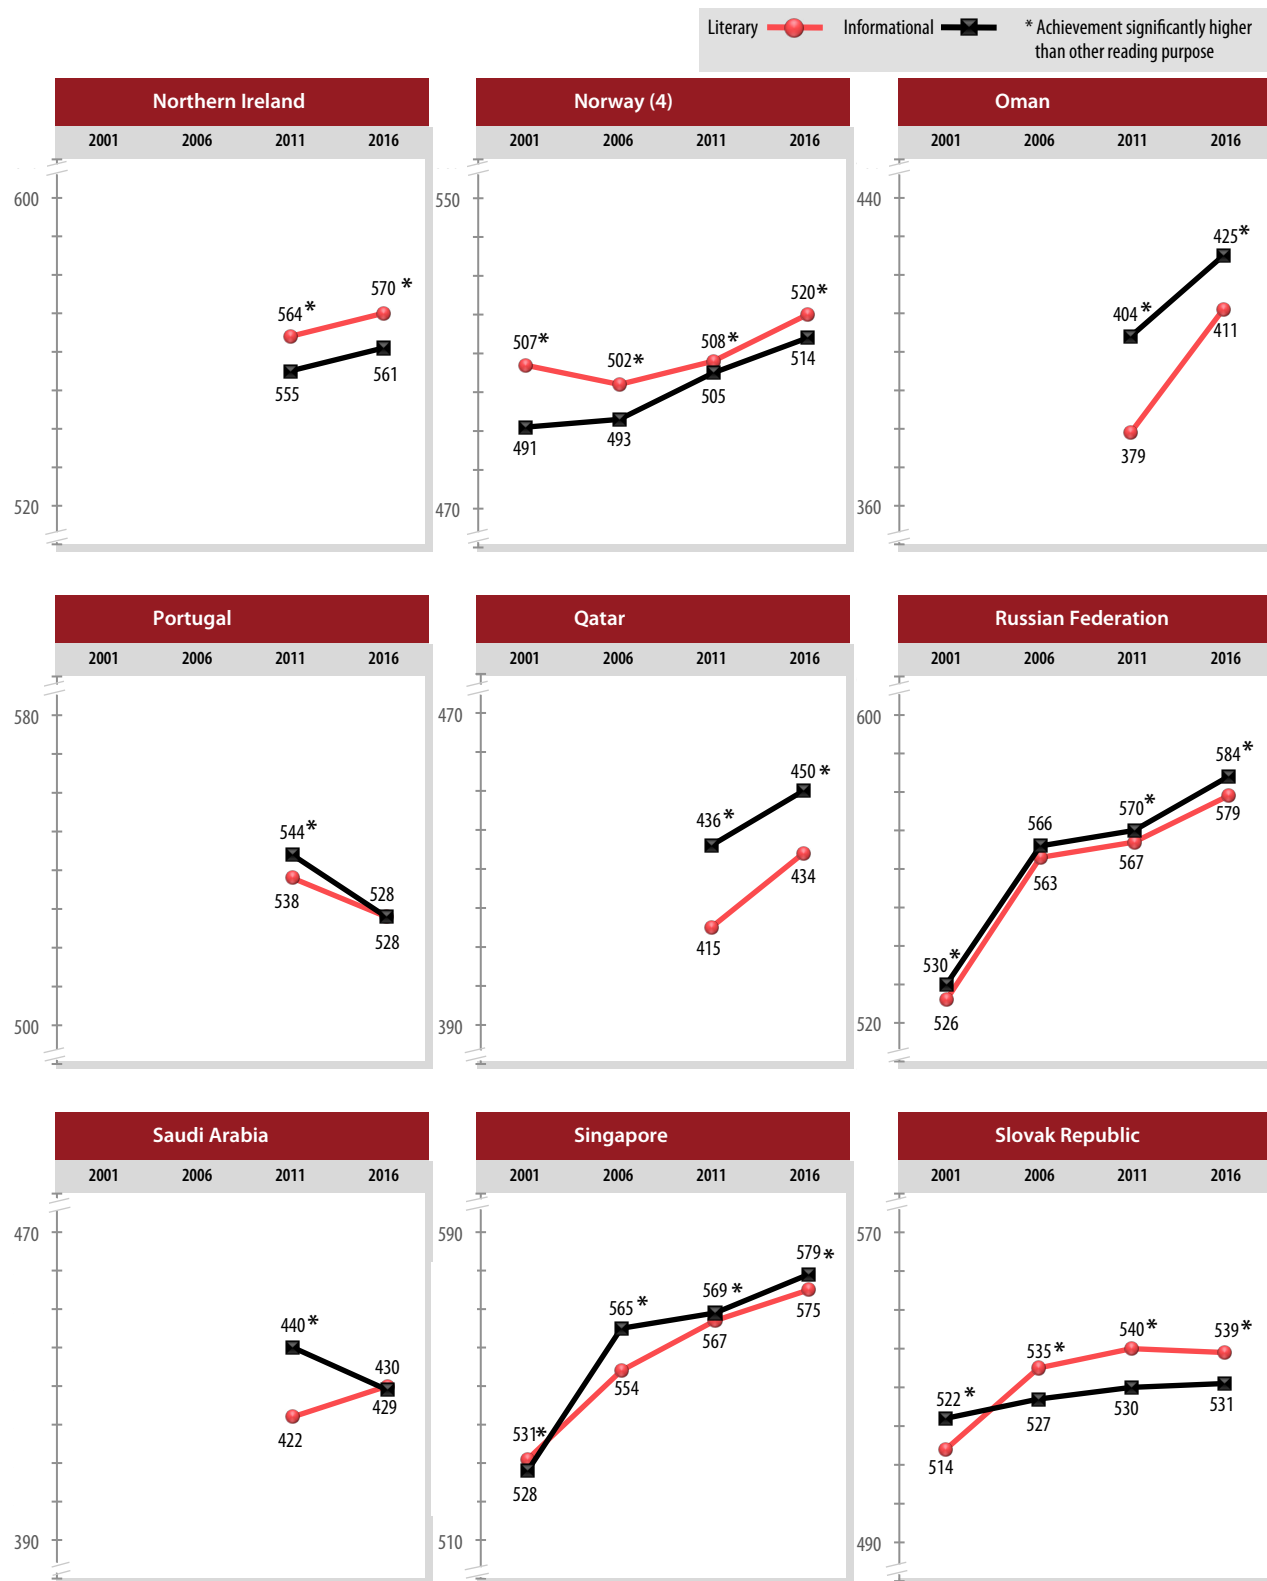 Literary Informational * Achievement significantly higher
than other reading purpose
Northern Ireland
2001 2006 2011 2016
600
570 *
564 *
561
555
520
Norway (4)
2001 2006 2011 2016
550
520 *
507 * 508 *
502 *
514
505
491 493
470
Oman
2001 2006 2011 2016
440
425 *
404 *
411
379
360
Portugal
2001 2006 2011 2016
580
544 *
538 528
528
500
Qatar
2001 2006 2011 2016
470
450 *
436 *
434
415
390
Russian Federation
2001 2006 2011 2016
600
584 *
570 *
566 579
567
563
530 *
526
520
Saudi Arabia
2001 2006 2011 2016
470
440 *
430
429
422
390
Singapore
2001 2006 2011 2016
590
579 *
569 *
565 * 575
567
554
531 *
528
510
Slovak Republic
2001 2006 2011 2016
570
540 * 539 *
535 *
522 *
527 530 531
514
490